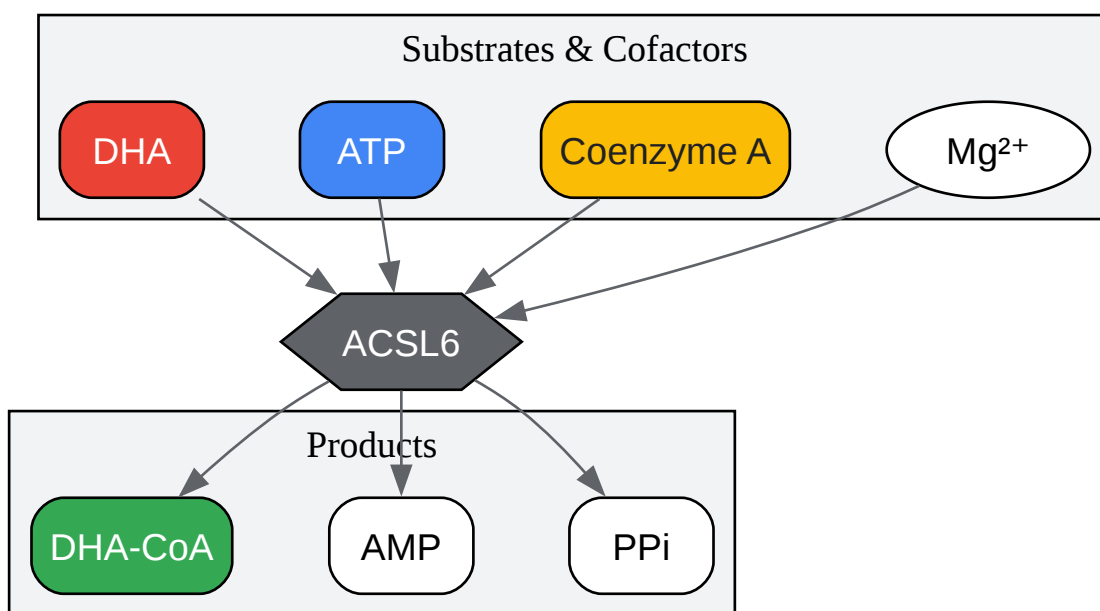 Substrates & Cofactors
DHA
ATP
Coenzyme A
Mg²⁺
ACSL6
Products
DHA-CoA
AMP
PPi